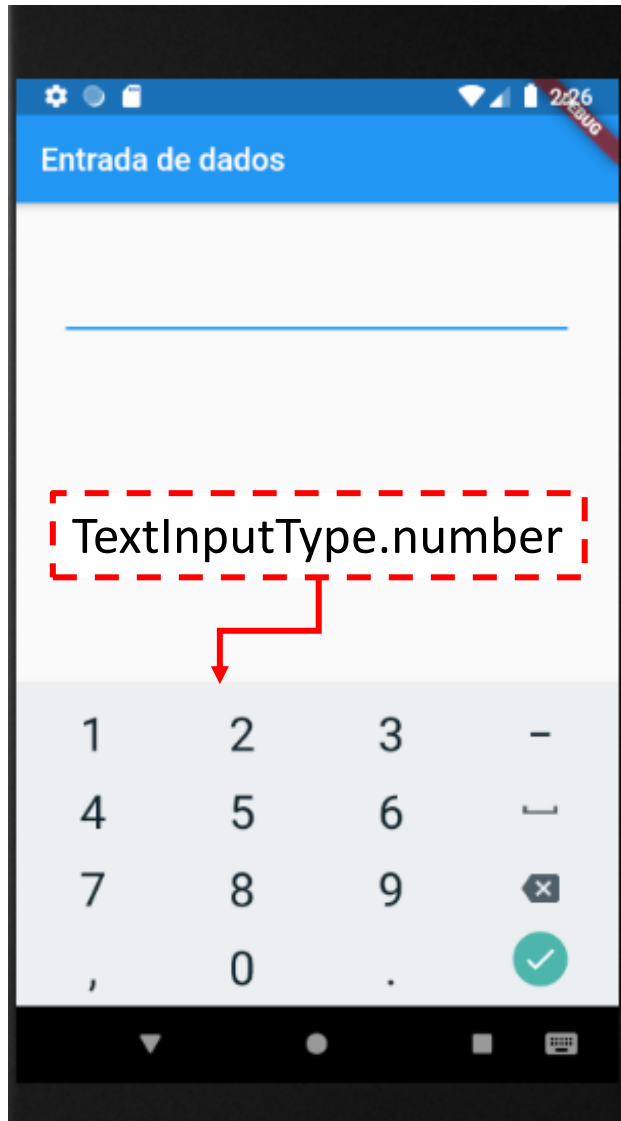 2:26
DEBUG
Entrada de dados
TextInputType.number
1 2 3 -
4 5 6
7 8 9
, 0 .